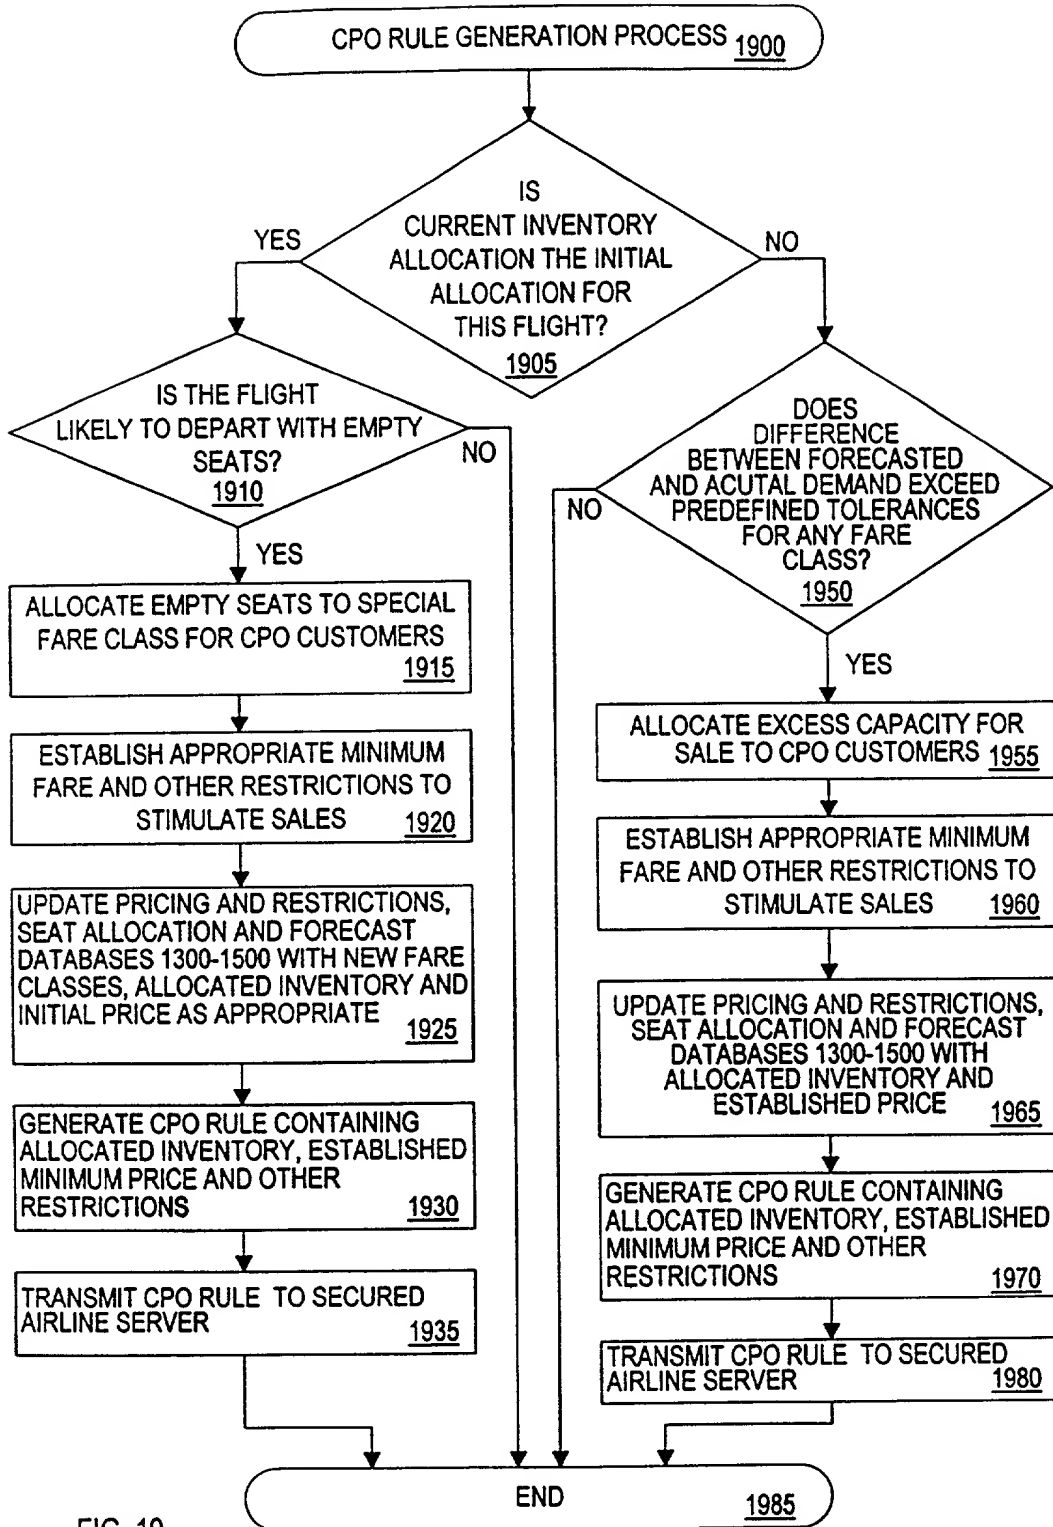 CPO RULE GENERATION PROCESS 1900
IS
CURRENT INVENTORY
ALLOCATION THE INITIAL
ALLOCATION FOR
THIS FLIGHT?
1905
YES
NO
IS THE FLIGHT
LIKELY TO DEPART WITH EMPTY
SEATS?
1910
NO
YES
ALLOCATE EMPTY SEATS TO SPECIAL
FARE CLASS FOR CPO CUSTOMERS
1915
ESTABLISH APPROPRIATE MINIMUM
FARE AND OTHER RESTRICTIONS TO
STIMULATE SALES 1920
UPDATE PRICING AND RESTRICTIONS,
SEAT ALLOCATION AND FORECAST
DATABASES 1300-1500 WITH NEW FARE
CLASSES, ALLOCATED INVENTORY AND
INITIAL PRICE AS APPROPRIATE 1925
GENERATE CPO RULE CONTAINING
ALLOCATED INVENTORY, ESTABLISHED
MINIMUM PRICE AND OTHER
RESTRICTIONS 1930
TRANSMIT CPO RULE TO SECURED
AIRLINE SERVER 1935
DOES
DIFFERENCE
BETWEEN FORECASTED
AND ACUTAL DEMAND EXCEED
PREDEFINED TOLERANCES
FOR ANY FARE
CLASS?
1950
NO
YES
ALLOCATE EXCESS CAPACITY FOR
SALE TO CPO CUSTOMERS 1955
ESTABLISH APPROPRIATE MINIMUM
FARE AND OTHER RESTRICTIONS TO
STIMULATE SALES 1960
UPDATE PRICING AND RESTRICTIONS,
SEAT ALLOCATION AND FORECAST
DATABASES 1300-1500 WITH
ALLOCATED INVENTORY AND
ESTABLISHED PRICE 1965
GENERATE CPO RULE CONTAINING
ALLOCATED INVENTORY, ESTABLISHED
MINIMUM PRICE AND OTHER
RESTRICTIONS 1970
TRANSMIT CPO RULE TO SECURED
AIRLINE SERVER 1980
END 1985
FIG. 19